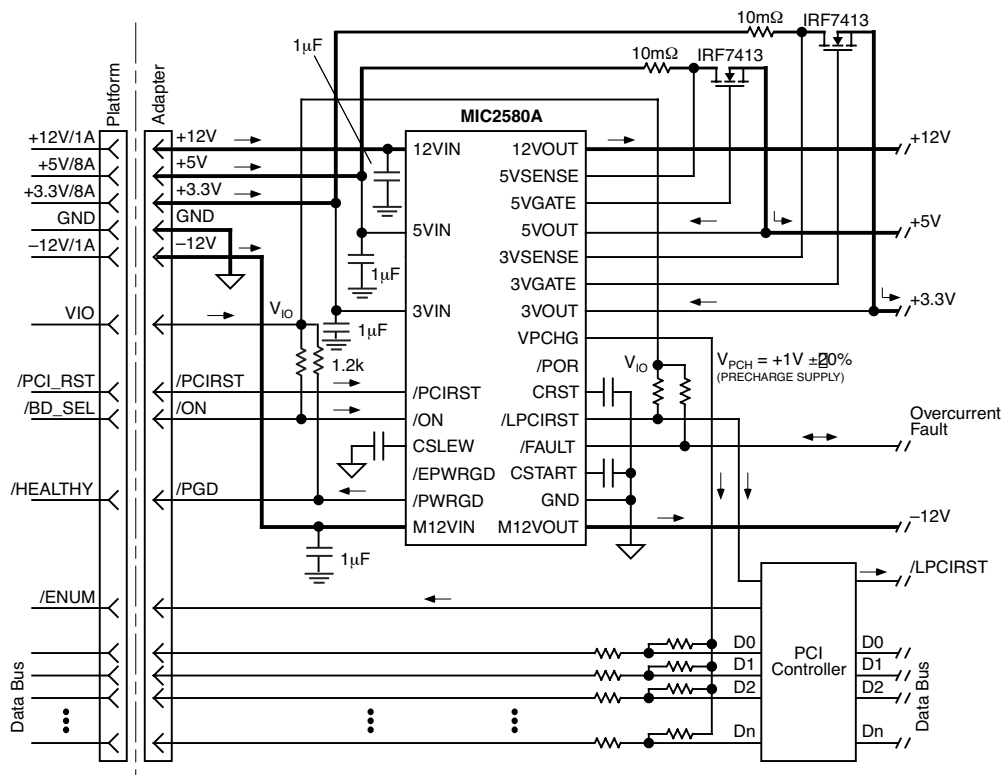 10mΩ
IRF7413
1µF
10mΩ
IRF7413
Platform
Adapter
MIC2580A
+12V/1A
+12V
12VIN
12VOUT
+12V
+5V/8A
+5V
5VSENSE
+3.3V/8A
+3.3V
5VGATE
GND
GND
5VIN
5VOUT
+5V
–12V/1A
–12V
3VSENSE
1µF
3VGATE
VIO
VIO
3VIN
3VOUT
+3.3V
1µF
VPCHG
1.2k
/POR
VIO
VPCH = +1V ±20%
(PRECHARGE SUPPLY)
/PCI_RST
/PCIRST
/PCIRST
CRST
/BD_SEL
/ON
/ON
/LPCIRST
Overcurrent
Fault
CSLEW
/FAULT
/EPWRGD
CSTART
/HEALTHY
/PGD
/PWRGD
GND
M12VIN
M12VOUT
–12V
1µF
/LPCIRST
/ENUM
PCI
Controller
Data Bus
D0
D0
D1
D1
D2
D2
Dn
Dn
Data Bus